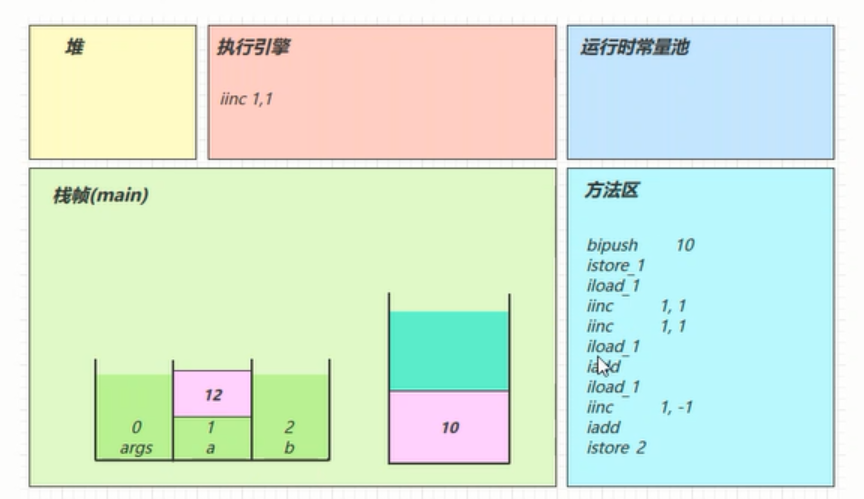 堆
执行引擎
iinc 1,1
运行时常量池
栈帧(main)
12
0
1
2
args
a
b
10
方法区
bipush 10
istore_1
iload_1
iinc 1, 1
iinc 1, 1
iload_1
iadd
iload_1
iinc 1, -1
iadd
istore 2